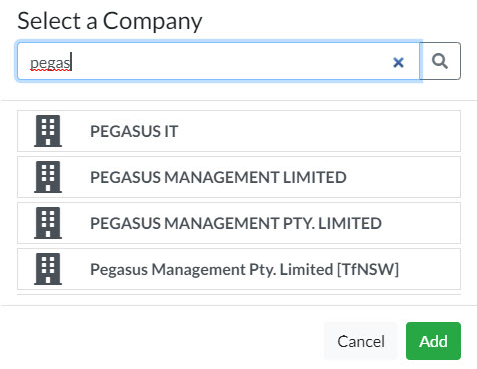 Select a Company
pegas
PEGASUS IT
PEGASUS MANAGEMENT LIMITED
PEGASUS MANAGEMENT PTY. LIMITED
Pegasus Management Pty. Limited [TfNSW]
Cancel Add